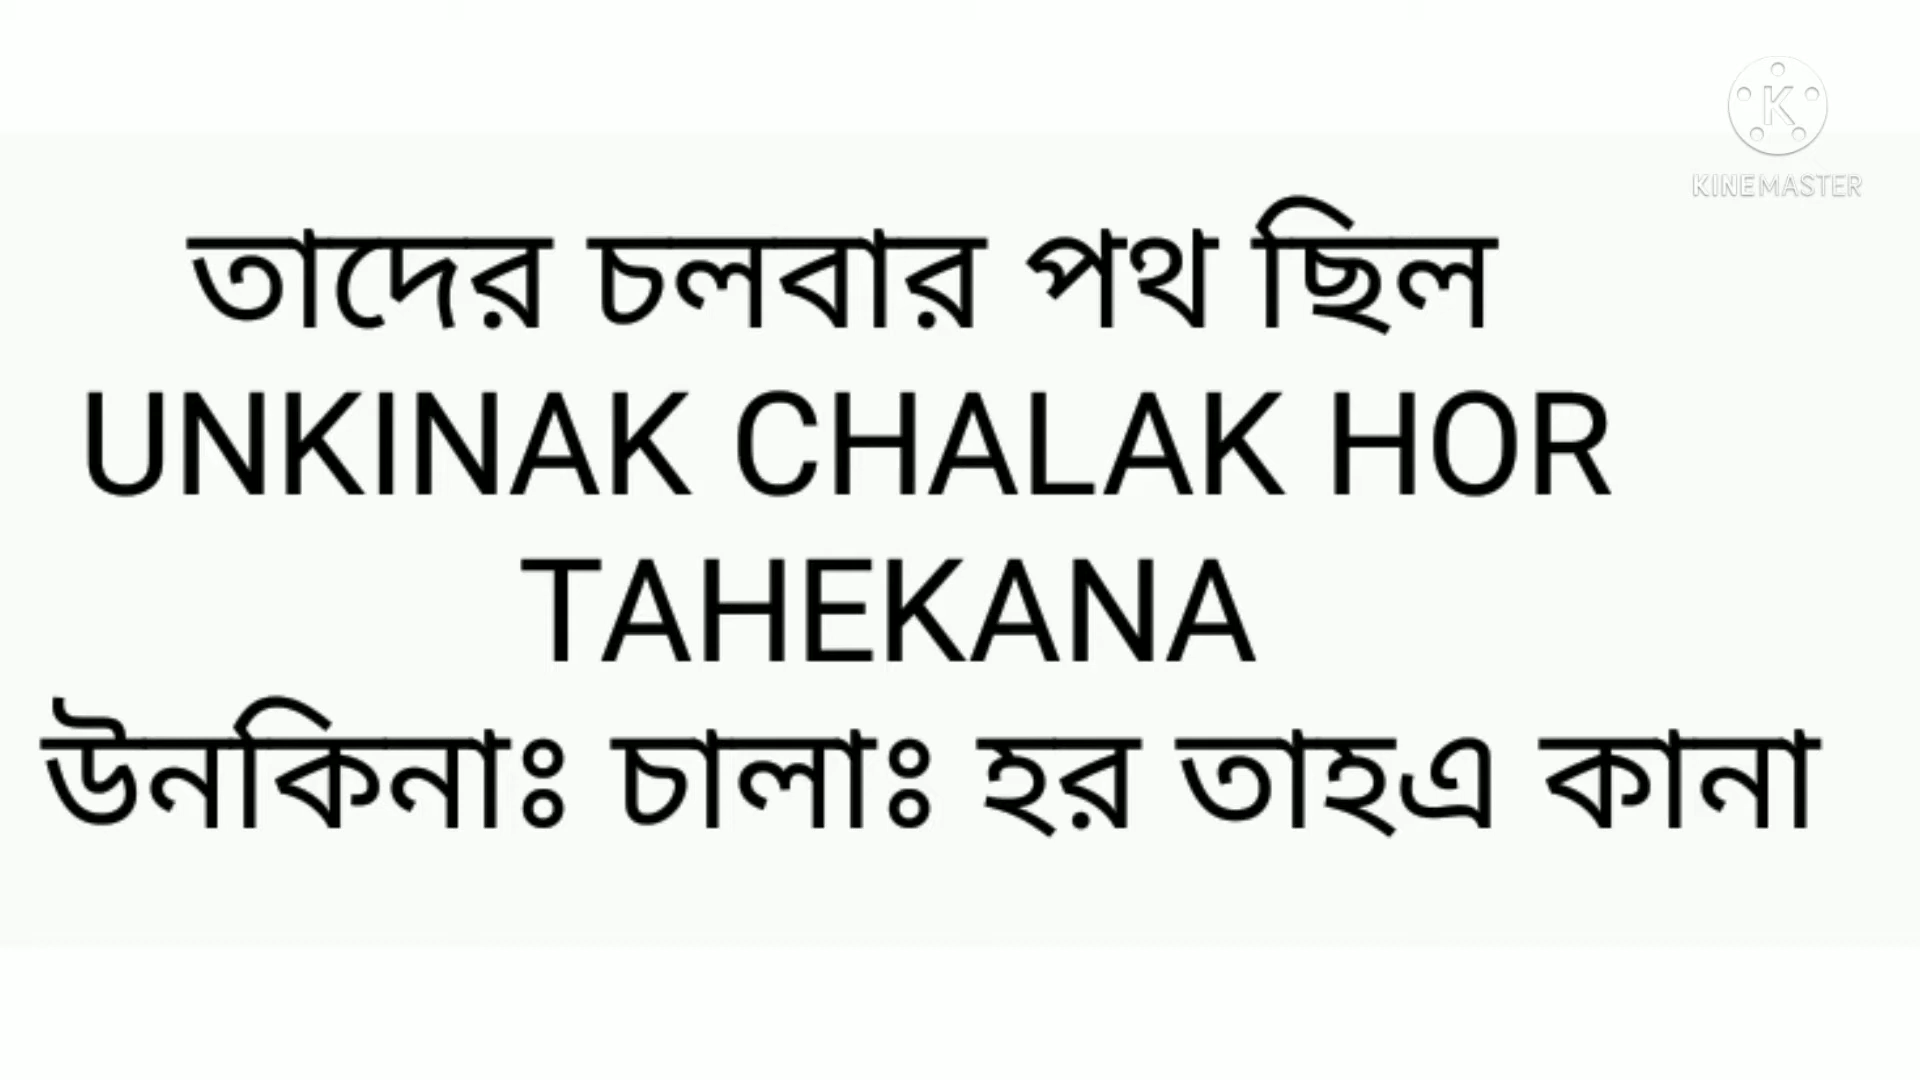 KINEMASTER
তাদের চলবার পথ ছিল
UNKINAK CHALAK HOR
TAHEKANA
উনকিনাঃ চালাঃ হর তাহএ কানা